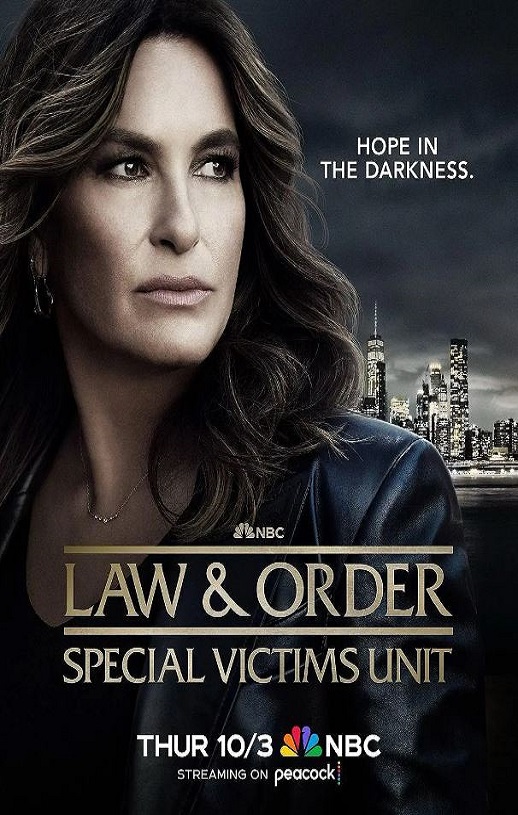 HOPE IN
THE DARKNESS.
NBC
LAW & ORDER
SPECIAL VICTIMS UNIT
THUR 10/3 NBC
STREAMING ON peacock